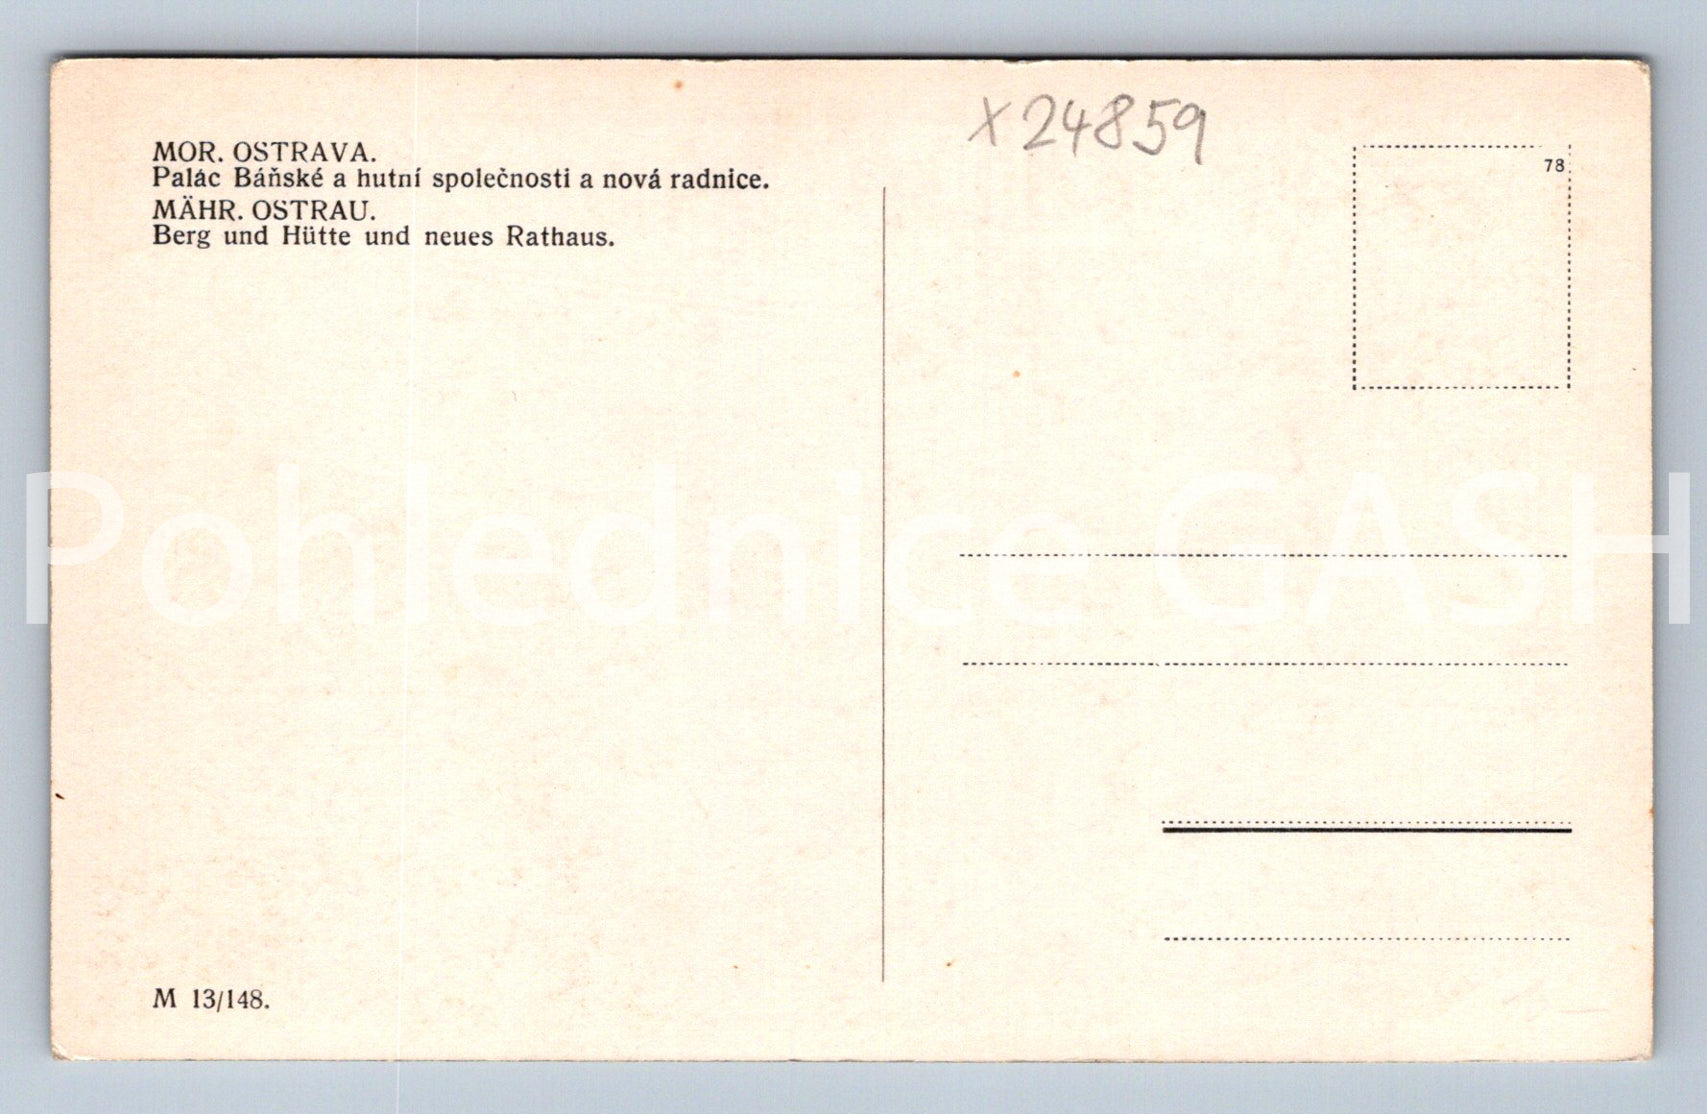 x 24859
MOR. OSTRAVA.
Palác Báňské a hutní společnosti a nová radnice.
MÄHR. OSTRAU.
Berg und Hütte und neues Rathaus.
78
Pohlednice GASH
M 13/148.